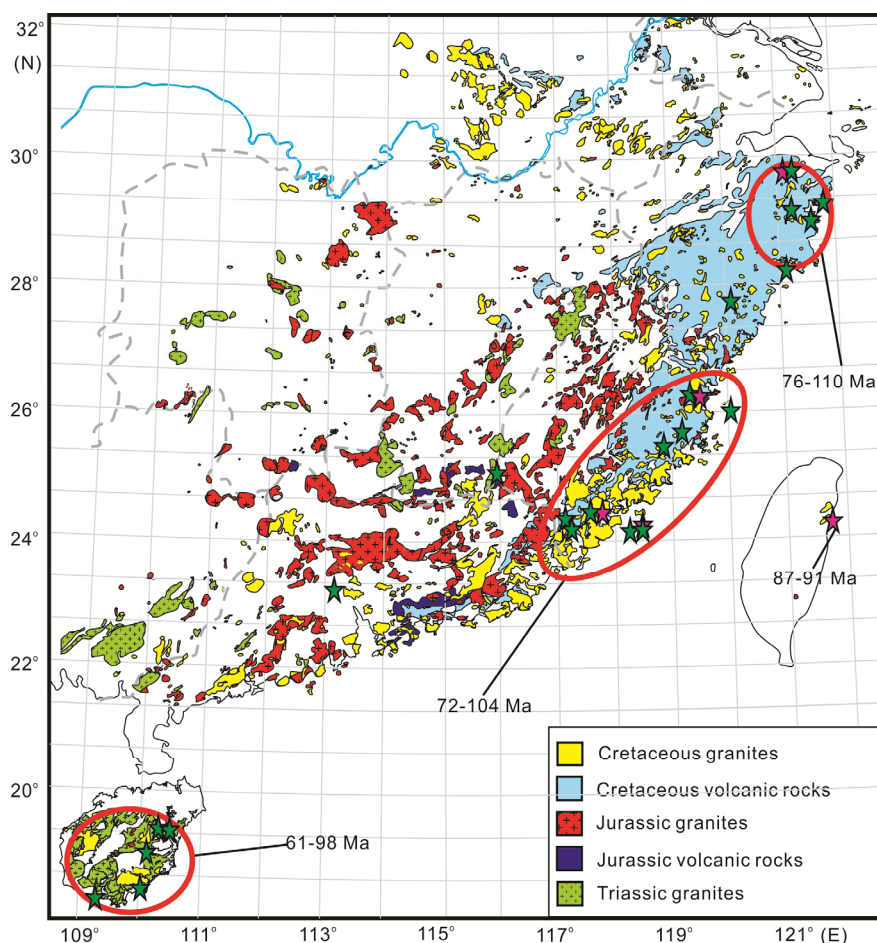 32°
(N)
30°
28°
76-110 Ma
26°
24°
87-91 Ma
22°
72-104 Ma
Cretaceous granites
20°
Cretaceous volcanic rocks
Jurassic granites
61-98 Ma
Jurassic volcanic rocks
Triassic granites
109° 111° 113° 115° 117° 119° 121° (E)